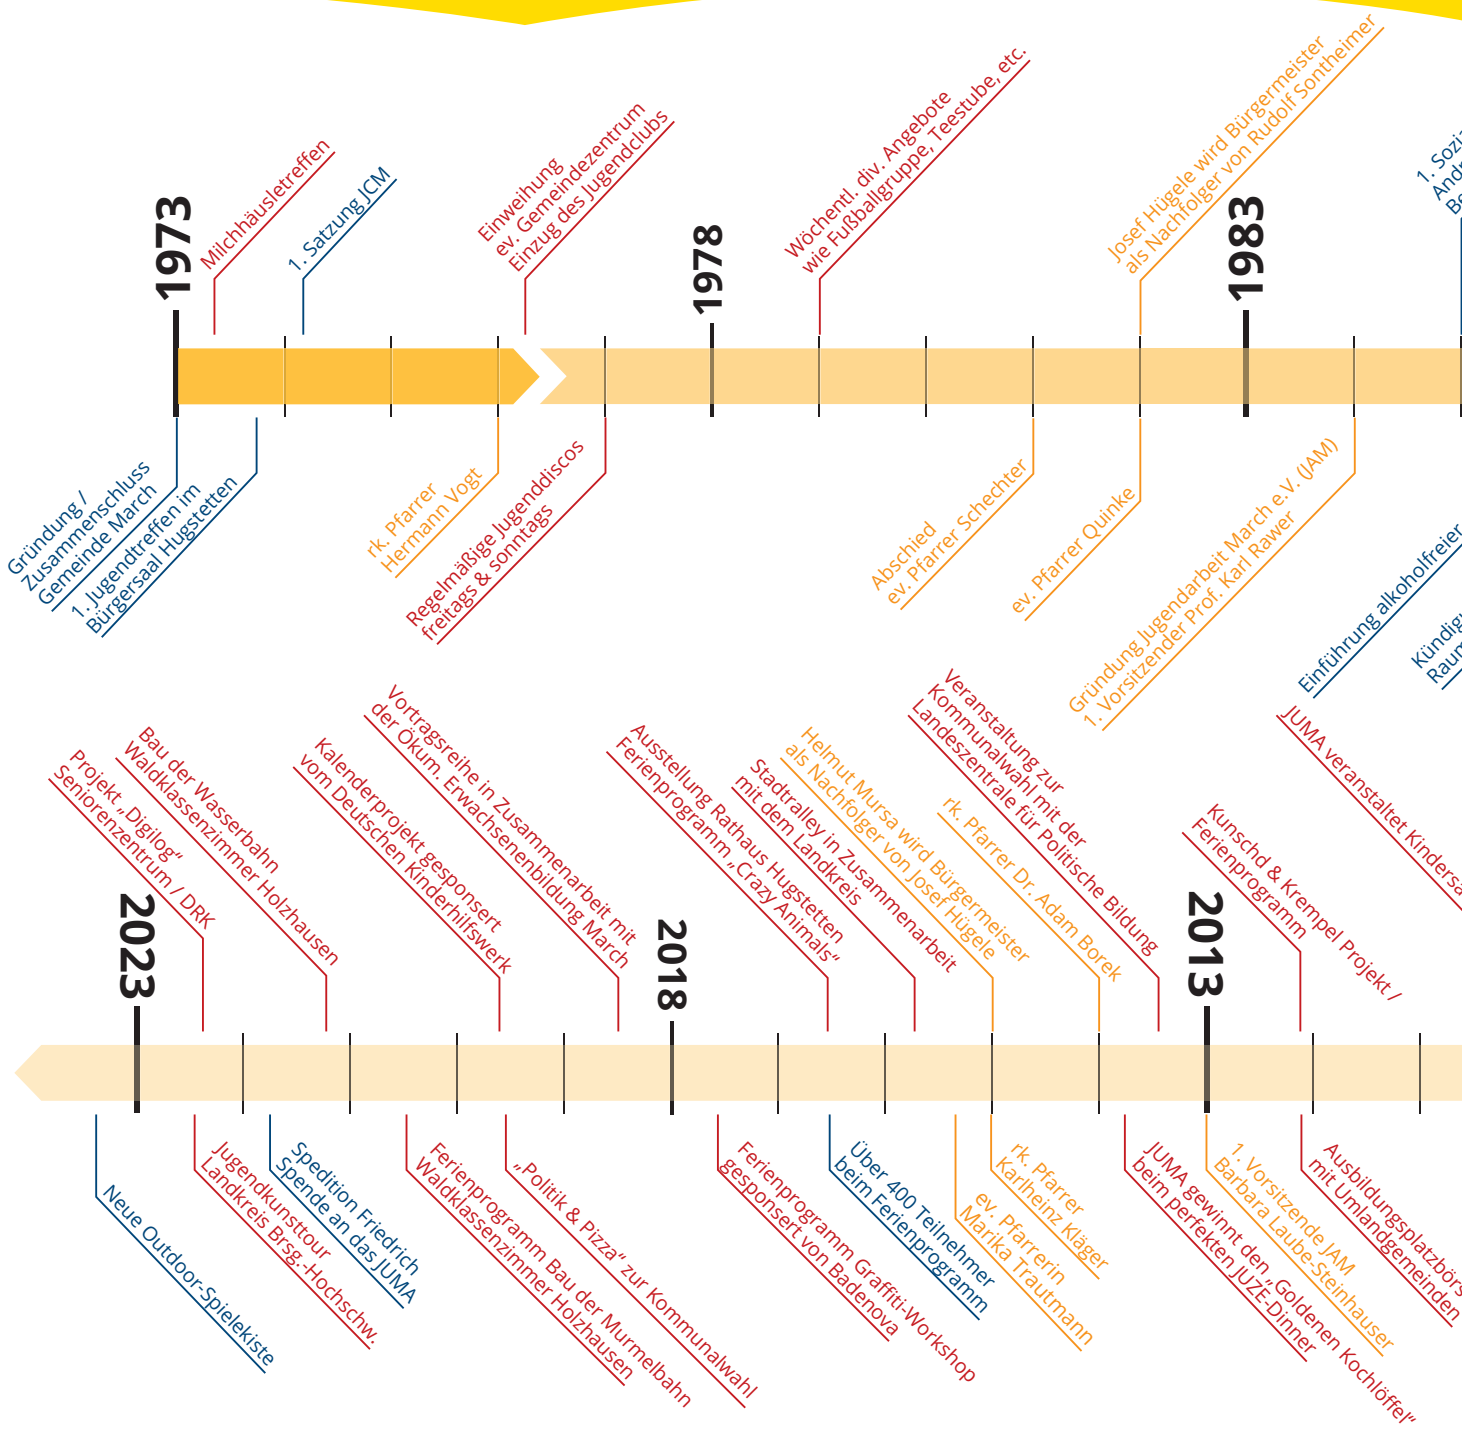 1973
Milchhäusletreffen
1. Satzung JCM
Einweihung
ev. Gemeindezentrum
Einzug des Jugendclubs
1978
Wöchentl. div. Angebote
wie Fußballgruppe, Teestube, etc.
Josef Hügele wird Bürgermeister
als Nachfolger von Rudolf Sontheimer
1983
1. Sozi
Andr
Be
Gründung /
Zusammenschluss
Gemeinde March
1. Jugendtreffen im
Bürgersaal Hugstetten
rk. Pfarrer
Hermann Vogt
Regelmäßige Jugenddiscos
freitags & sonntags
Abschied
ev. Pfarrer Schechter
ev. Pfarrer Quinke
Gründung Jugendarbeit March e.V. (JAM)
1. Vorsitzender Prof. Karl Rawer
Einführung alkoholfreier
Kündig
Raum
2023
Projekt „Digilog“
Seniorenzentrum / DRK
Bau der Wasserbahn
Waldklassenzimmer Holzhausen
Kalenderprojekt gesponsert
vom Deutschen Kinderhilfswerk
Vortragsreihe in Zusammenarbeit mit
der Ökum. Erwachsenenbildung March
2018
Ausstellung Rathaus Hugstetten
Ferienprogramm „Crazy Animals“
Stadtralley in Zusammenarbeit
mit dem Landkreis
Helmut Mursa wird Bürgermeister
als Nachfolger von Josef Hügele
rk. Pfarrer Dr. Adam Borek
Veranstaltung zur
Kommunalwahl mit der
Landeszentrale für Politische Bildung
2013
Kunschd & Krempel Projekt /
Ferienprogramm
JUMA veranstaltet Kindersa
Neue Outdoor-Spielekiste
Jugendkunsttour
Landkreis Brsg.-Hochschw.
Spedition Friedrich
Spende an das JUMA
Ferienprogramm Bau der Murmelbahn
Waldklassenzimmer Holzhausen
„Politik & Pizza“ zur Kommunalwahl
Ferienprogramm Graffiti-Workshop
gesponsert von Badenova
Über 400 Teilnehmer
beim Ferienprogramm
ev. Pfarrerin
Marika Trautmann
rk. Pfarrer
Karlheinz Kläger
JUMA gewinnt den „Goldenen Kochlöffel“
beim perfekten JUZE-Dinner
1. Vorsitzende JAM
Barbara Laube-Steinhauser
Ausbildungsplatzbörs
mit Umlandgemeinden